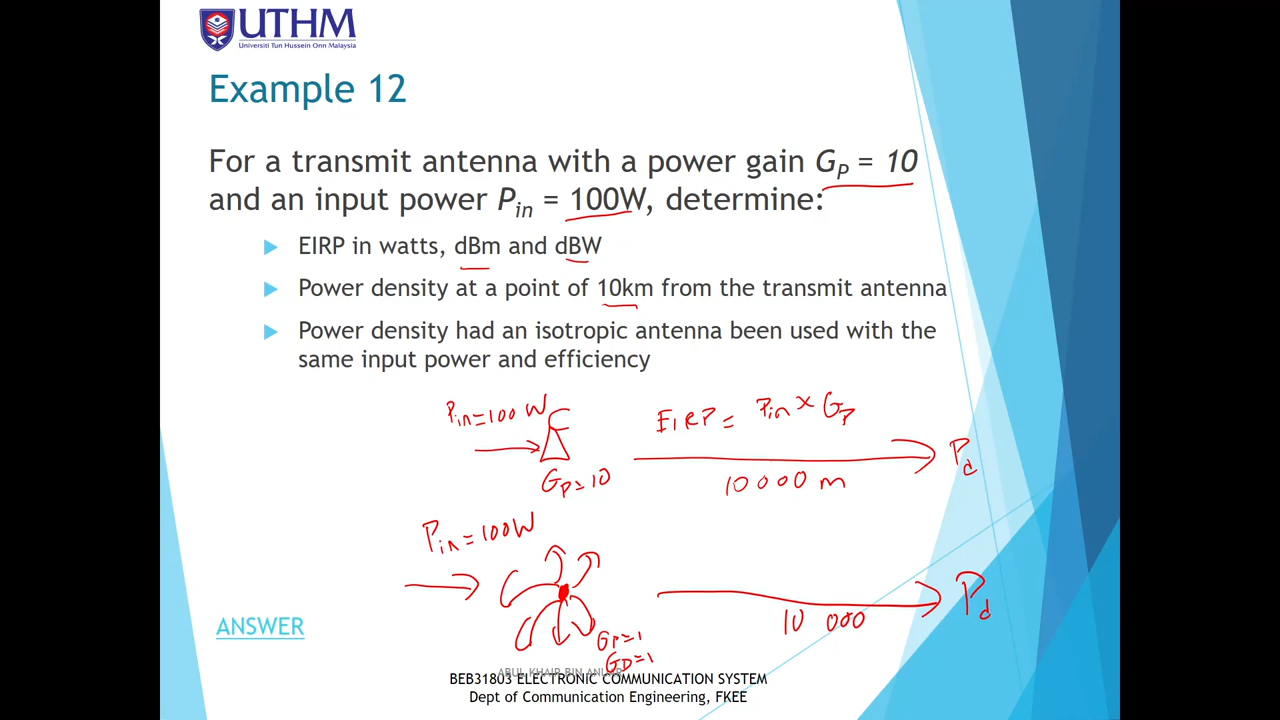 UTHM
Universiti Tun Hussein Onn Malaysia
Example 12
For a transmit antenna with a power gain GP = 10
and an input power Pin = 100W, determine:
EIRP in watts, dBm and dBW
Power density at a point of 10km from the transmit antenna
Power density had an isotropic antenna been used with the
same input power and efficiency
Pin=100 W
EIRP = Pin × GP
Pd
GP=10
10000 m
Pin=100W
Pd
10 000
GP=1
GD=1
ANSWER
BEB31803 ELECTRONIC COMMUNICATION SYSTEM
Dept of Communication Engineering, FKEE